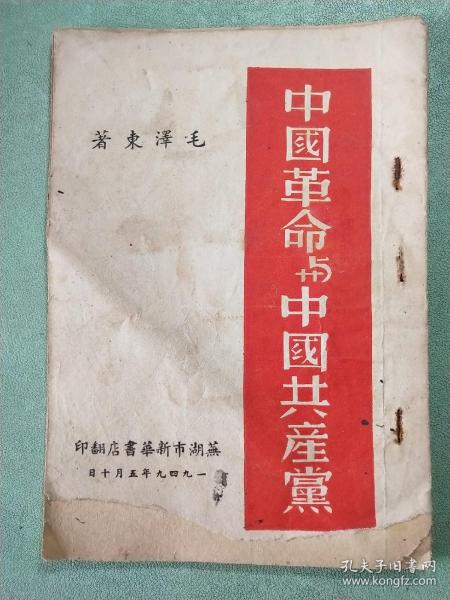 中國革命与中國共産黨
毛澤東著
蕪湖市新華書店翻印
一九四九年五月十日
孔夫子旧书网
www.kongfz.com